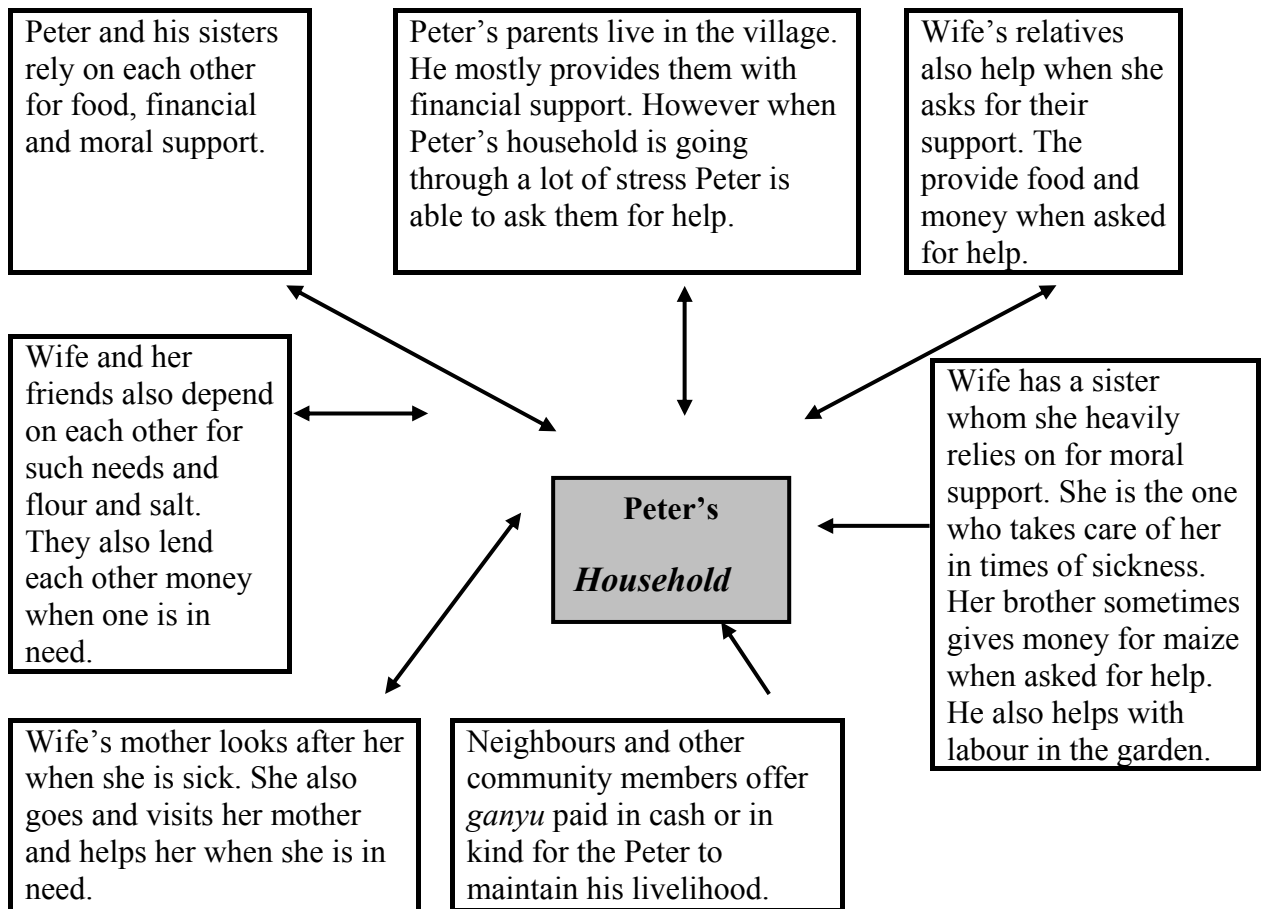 Peter and his sisters
rely on each other
for food, financial
and moral support.
Peter’s parents live in the village.
He mostly provides them with
financial support. However when
Peter’s household is going
through a lot of stress Peter is
able to ask them for help.
Wife’s relatives
also help when she
asks for their
support. The
provide food and
money when asked
for help.
Wife and her
friends also depend
on each other for
such needs and
flour and salt.
They also lend
each other money
when one is in
need.
Peter’s
Household
Wife has a sister
whom she heavily
relies on for moral
support. She is the one
who takes care of her
in times of sickness.
Her brother sometimes
gives money for maize
when asked for help.
He also helps with
labour in the garden.
Wife’s mother looks after her
when she is sick. She also
goes and visits her mother
and helps her when she is in
need.
Neighbours and other
community members offer
ganyu paid in cash or in
kind for the Peter to
maintain his livelihood.